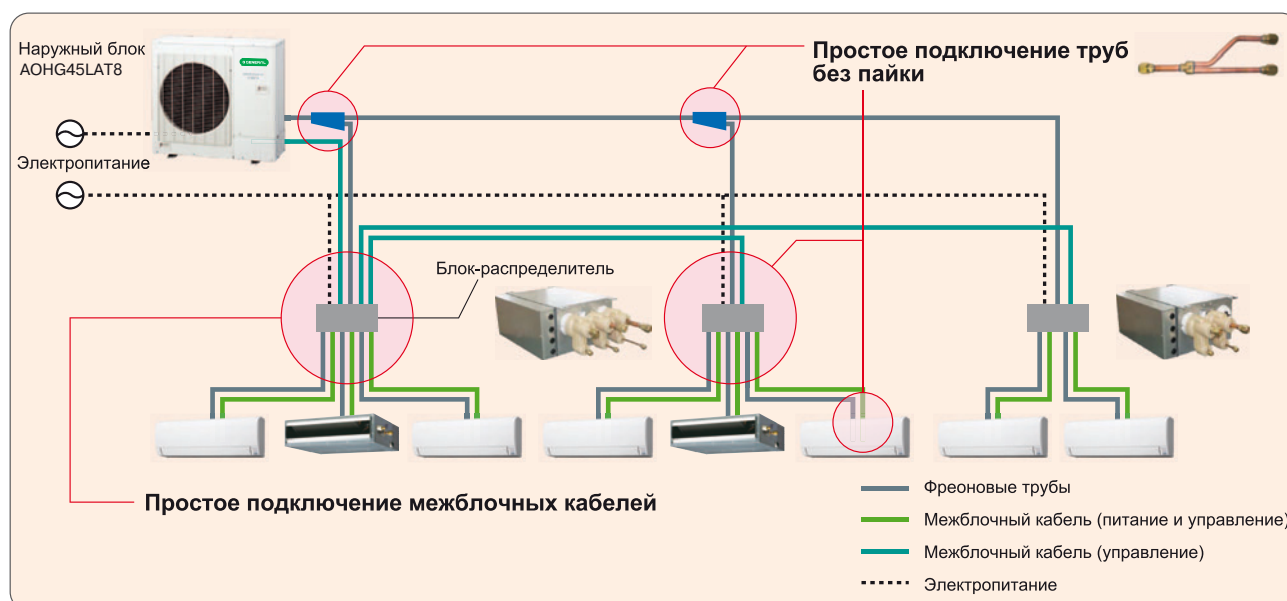 Наружный блок
AOHG45LAT8
GENERAL
Простое подключение труб
без пайки
Электропитание
Блок-распределитель
Простое подключение межблочных кабелей
Фреоновые трубы
Межблочный кабель (питание и управление)
Межблочный кабель (управление)
Электропитание